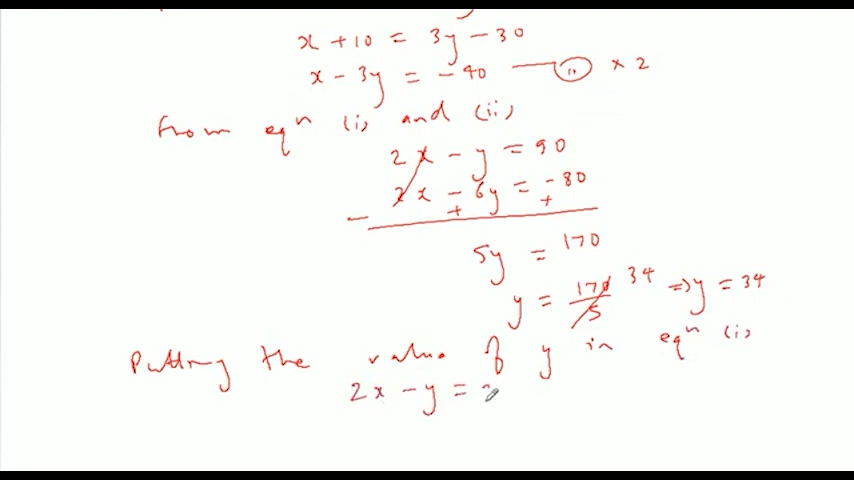 x + 10 = 3y - 30
x - 3y = - 40 — (ii) × 2
From eqⁿ (i) and (ii)
2x - y = 90
2x - 6y = - 80
- + +
5y = 170
y = 170/5 34 ⇒ y = 34
Putting the value of y in eqⁿ (i)
2x - y =